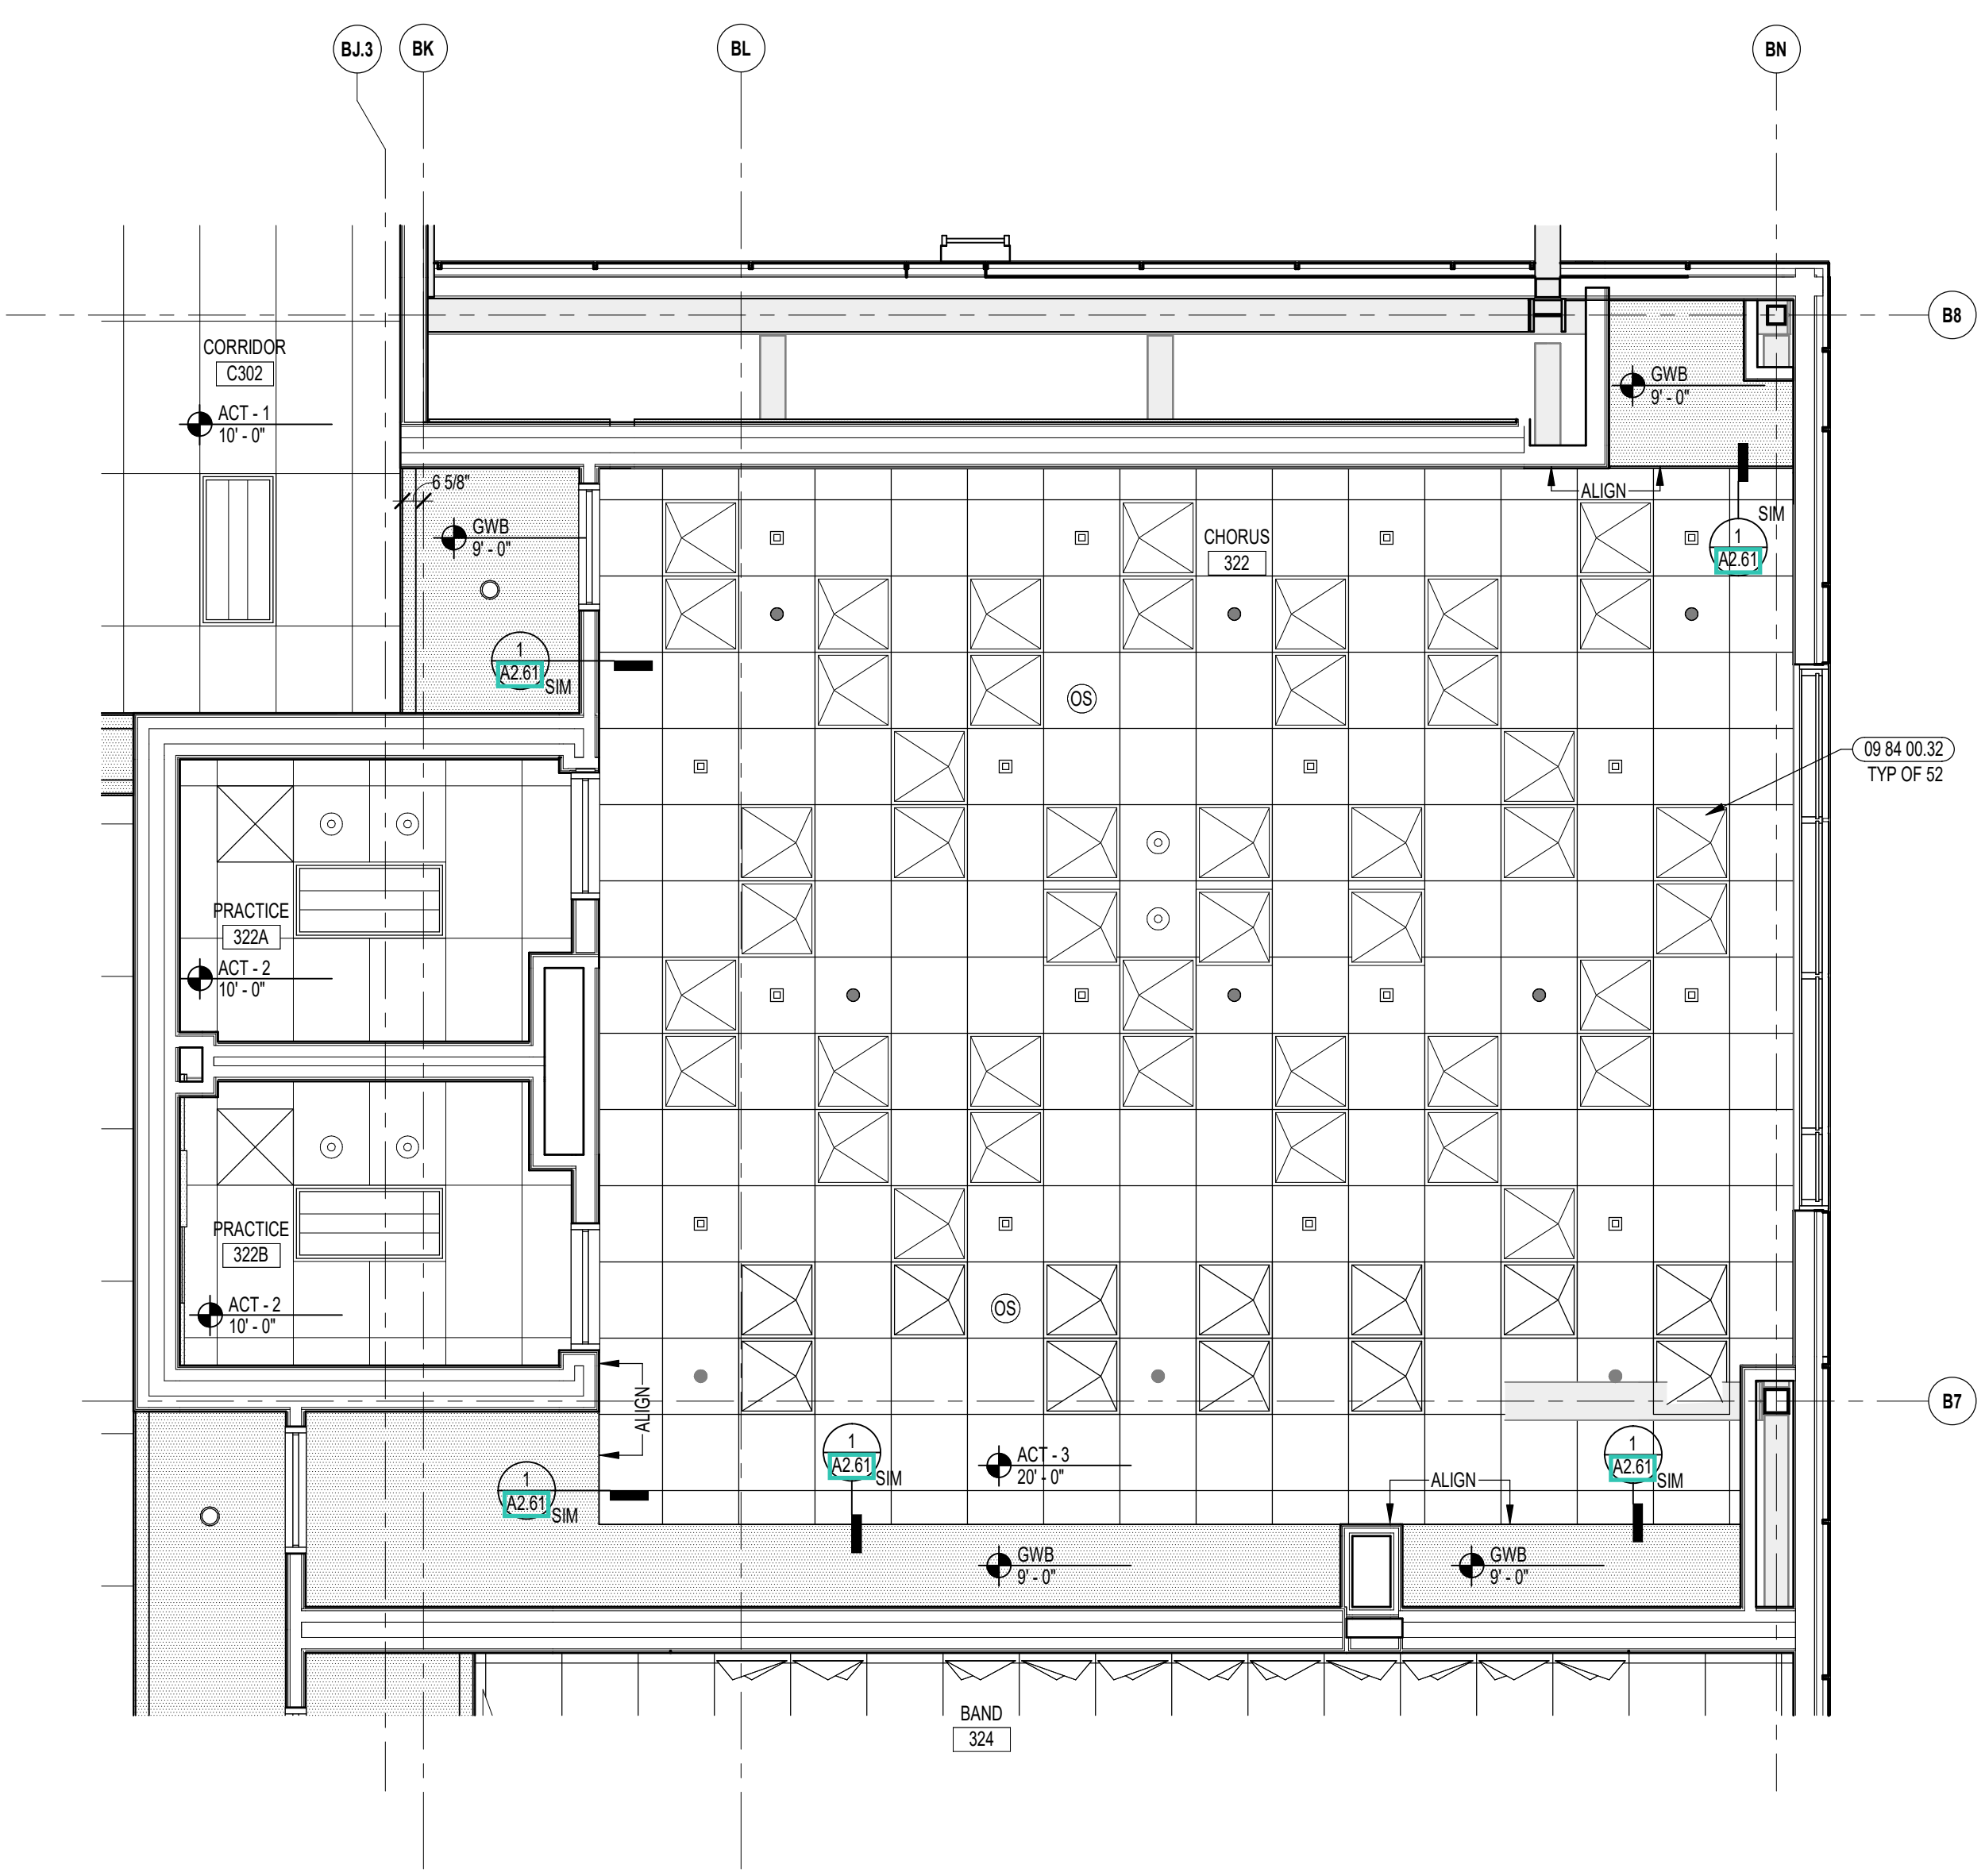 BJ.3
BK
BL
BN
B8
CORRIDOR
C302
ACT - 1
10' - 0"
GWB
9' - 0"
6 5/8"
ALIGN
GWB
9' - 0"
CHORUS
322
SIM
1
A2.61
1
A2.61
SIM
OS
09 84 00.32
TYP OF 52
PRACTICE
322A
ACT - 2
10' - 0"
PRACTICE
322B
ACT - 2
10' - 0"
OS
ALIGN
B7
1
A2.61
SIM
ACT - 3
20' - 0"
1
A2.61
SIM
ALIGN
1
A2.61
SIM
GWB
9' - 0"
GWB
9' - 0"
BAND
324